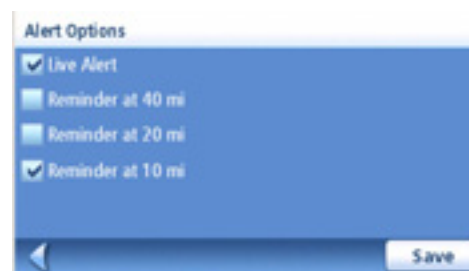 Alert Options
Live Alert
Reminder at 40 mi
Reminder at 20 mi
Reminder at 10 mi
Save